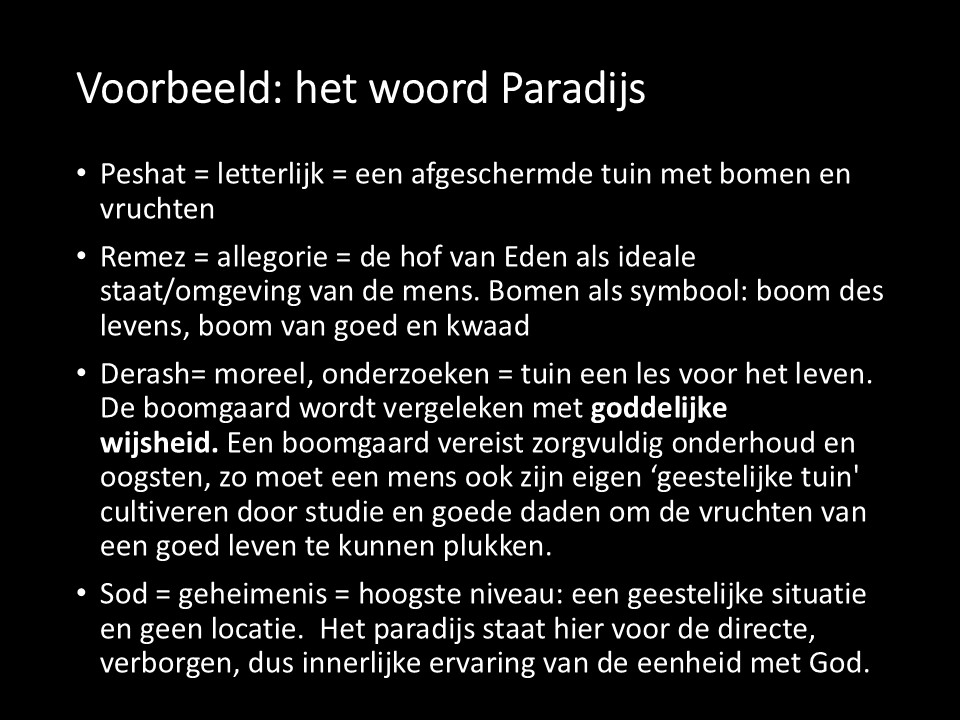 Voorbeeld: het woord Paradijs
• Peshat = letterlijk = een afgeschermde tuin met bomen en
vruchten
• Remez = allegorie = de hof van Eden als ideale
staat/omgeving van de mens. Bomen als symbool: boom des
levens, boom van goed en kwaad
• Derash= moreel, onderzoeken = tuin een les voor het leven.
De boomgaard wordt vergeleken met goddelijke
wijsheid. Een boomgaard vereist zorgvuldig onderhoud en
oogsten, zo moet een mens ook zijn eigen ‘geestelijke tuin'
cultiveren door studie en goede daden om de vruchten van
een goed leven te kunnen plukken.
• Sod = geheimenis = hoogste niveau: een geestelijke situatie
en geen locatie.  Het paradijs staat hier voor de directe,
verborgen, dus innerlijke ervaring van de eenheid met God.